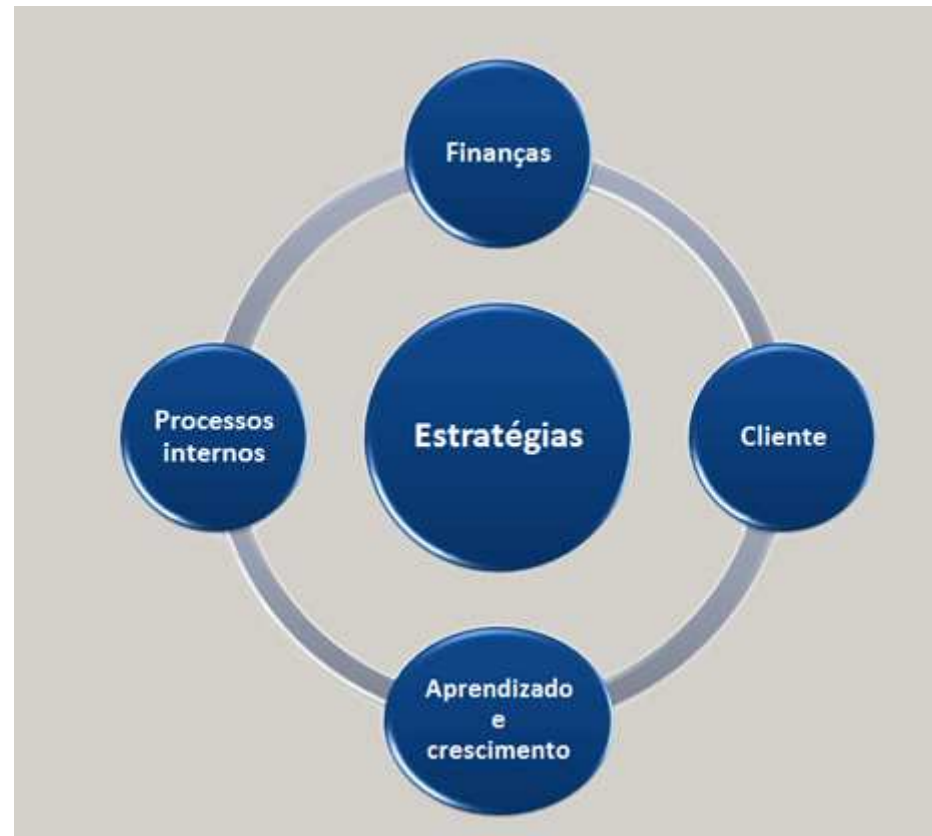 Finanças
Processos
internos
Estratégias
Cliente
Aprendizado
e
crescimento